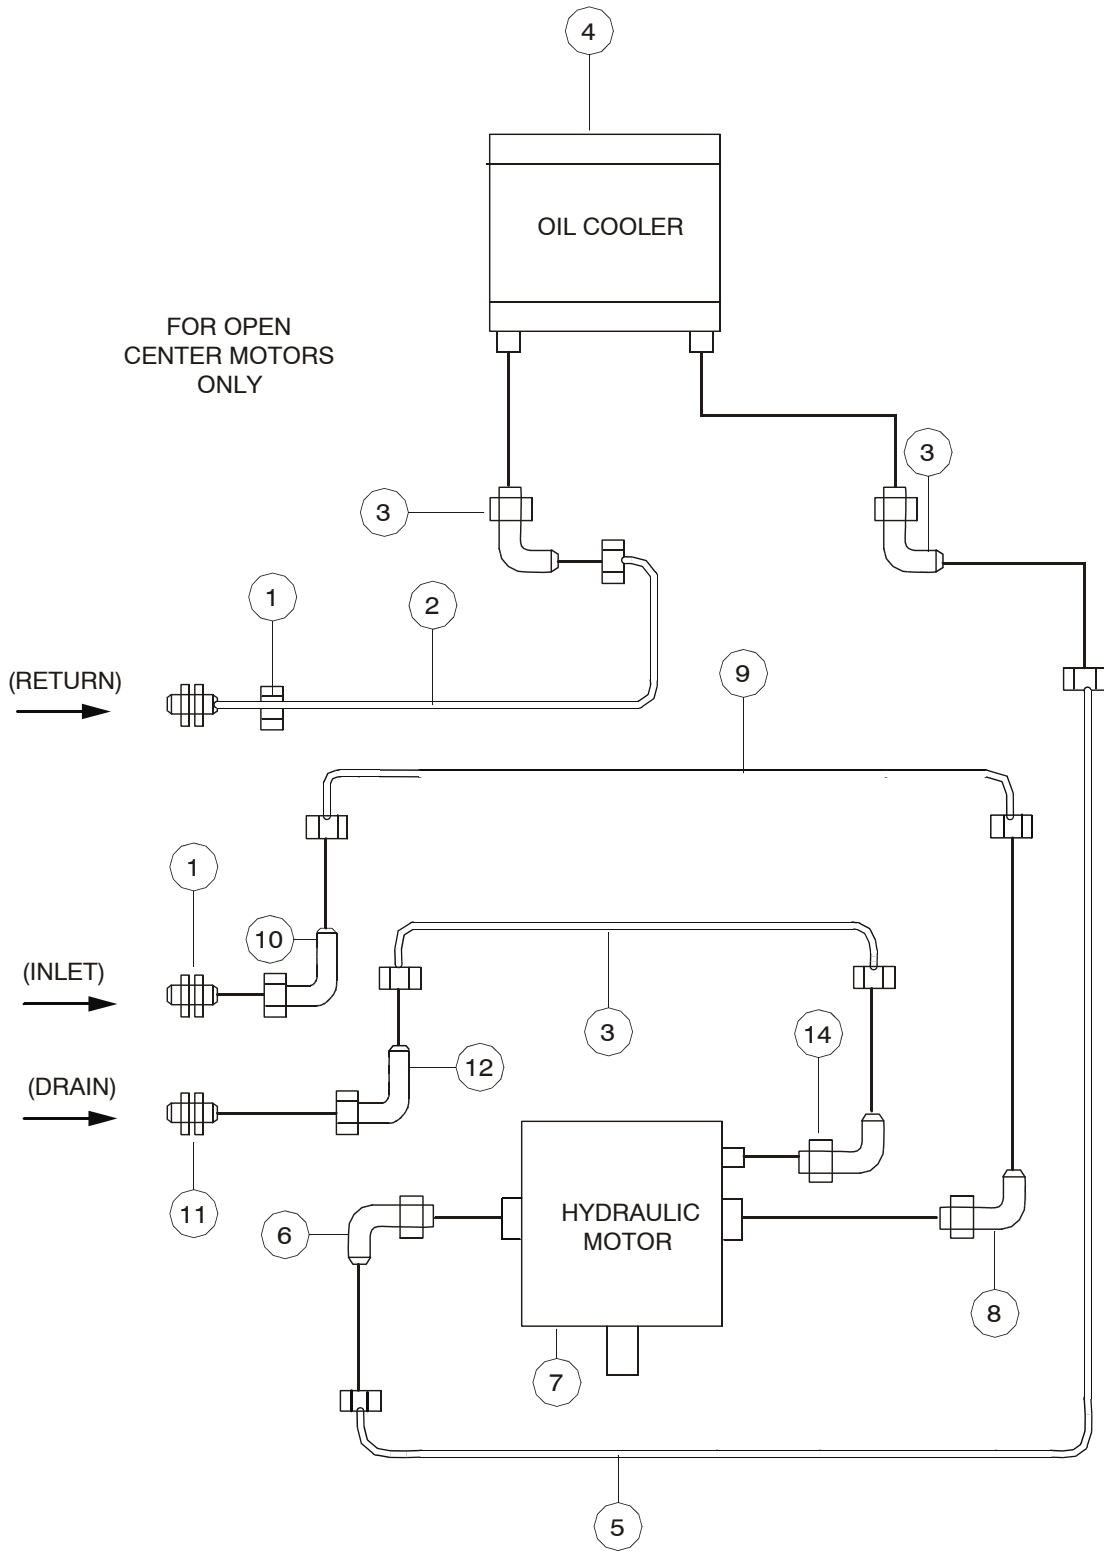 4
OIL COOLER
FOR OPEN
CENTER MOTORS
ONLY
3
3
1
2
(RETURN)
9
1
10
(INLET)
3
14
12
(DRAIN)
11
6
HYDRAULIC
MOTOR
8
7
5